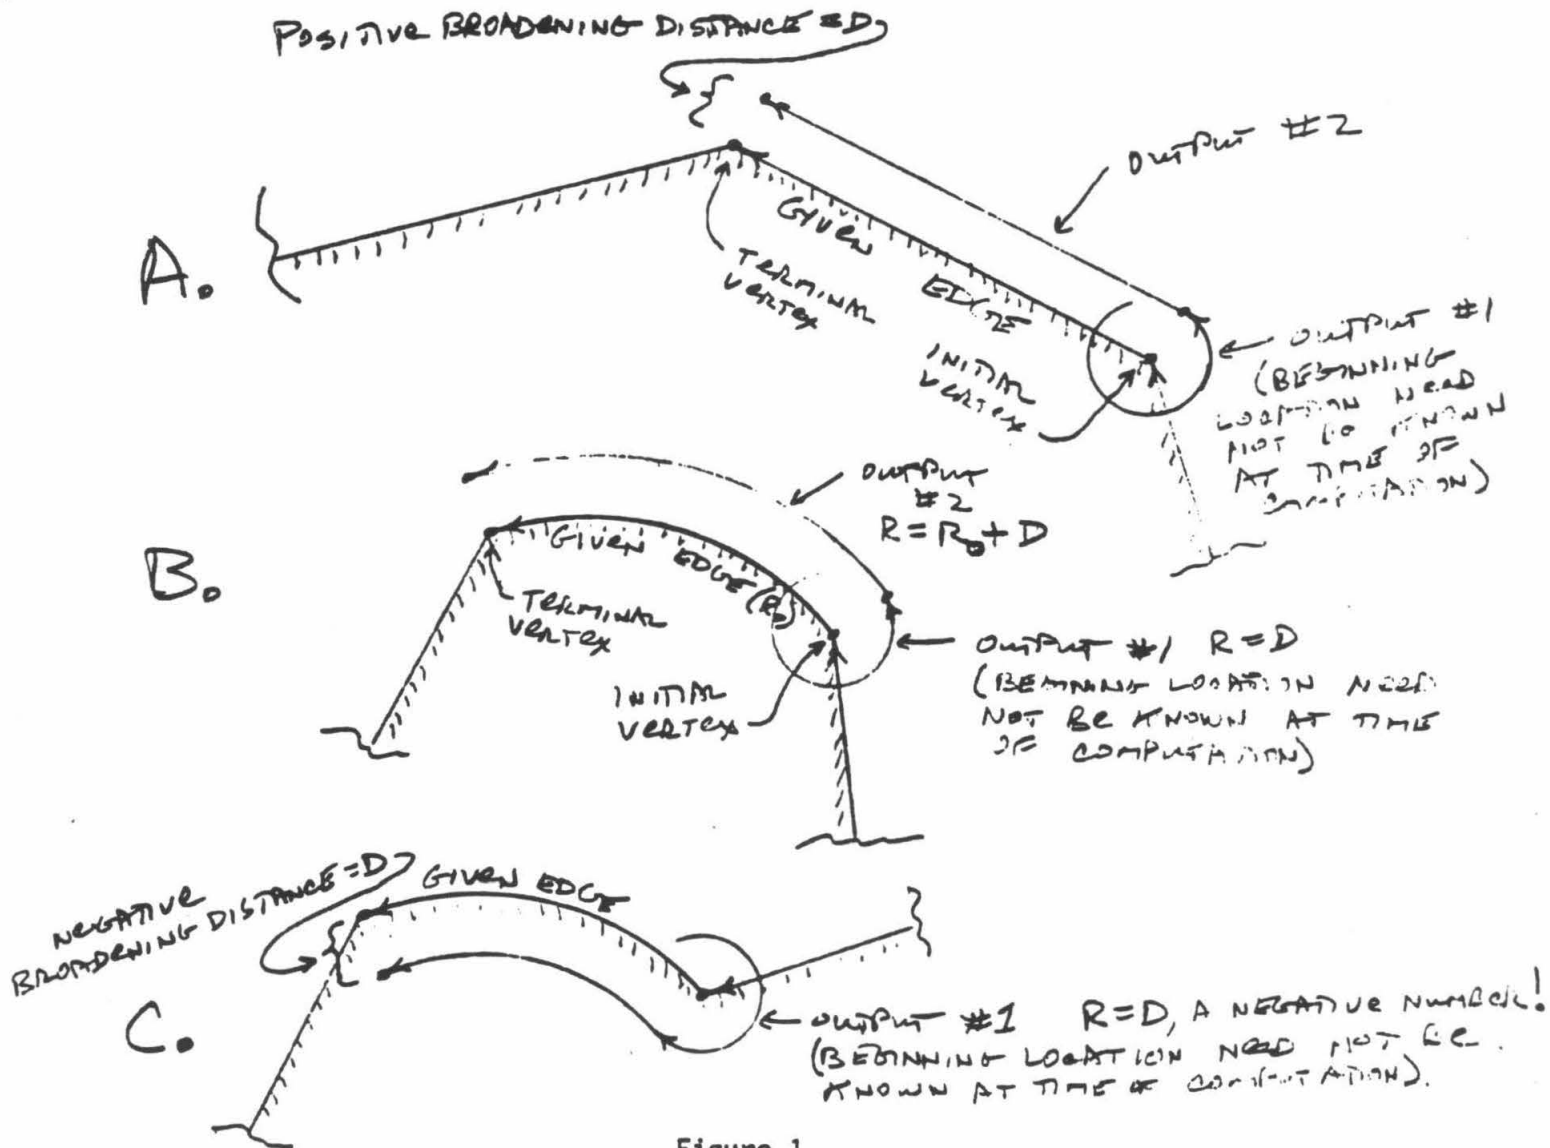 POSITIVE BROADENING DISTANCE = D
OUTPUT #2
A.
GIVEN
EDGE
TERMINAL
VERTEX
INITIAL
VERTEX
OUTPUT #1
(BEGINNING
LOCATION NEED
NOT BE KNOWN
AT TIME OF
COMPUTATION)
B.
OUTPUT
#2
R = R₀ + D
GIVEN EDGE (R₀)
TERMINAL
VERTEX
INITIAL
VERTEX
OUTPUT #1 R = D
(BEGINNING LOCATION NEED
NOT BE KNOWN AT TIME
OF COMPUTATION)
C.
NEGATIVE
BROADENING DISTANCE = D
GIVEN EDGE
OUTPUT #1 R = D, A NEGATIVE NUMBER!
(BEGINNING LOCATION NEED NOT BE
KNOWN AT TIME OF COMPUTATION).
Figure 1